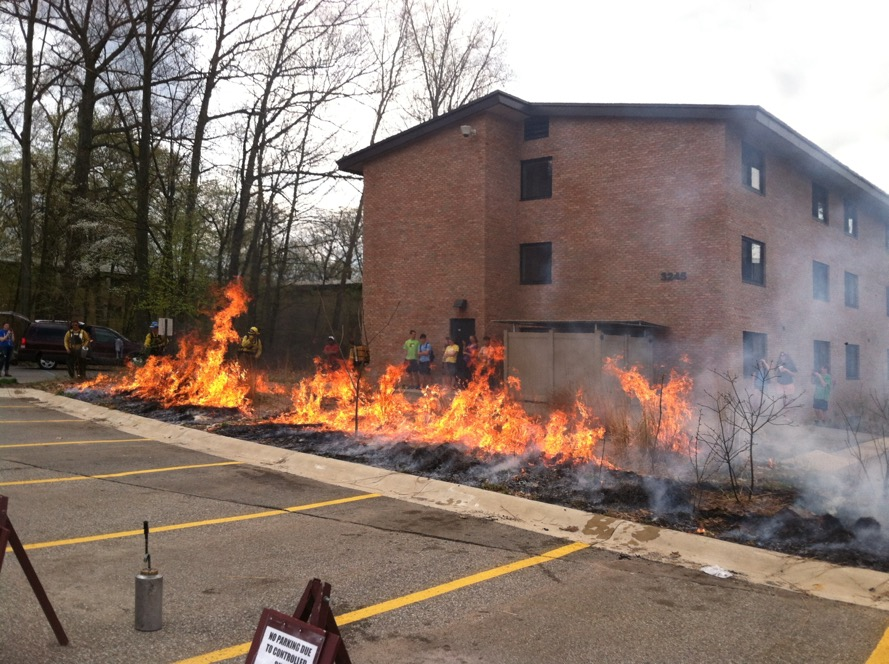 3245
NO PARKING DUE
TO CONTROLLED